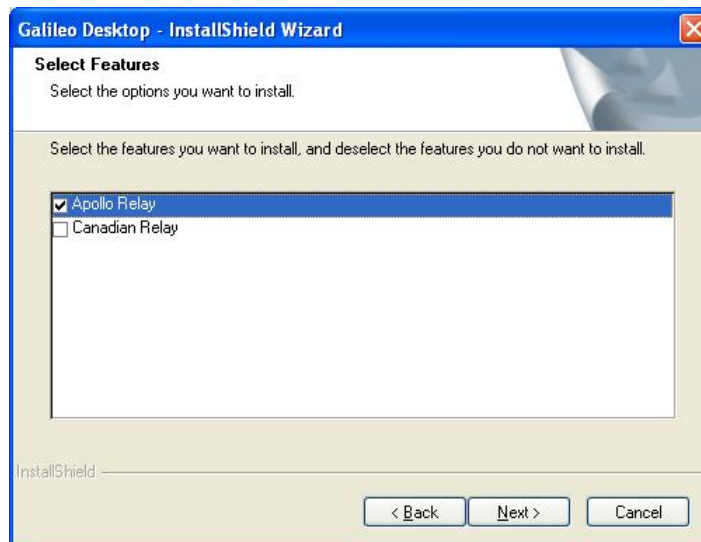 Galileo Desktop - InstallShield Wizard
Select Features
Select the options you want to install.
Select the features you want to install, and deselect the features you do not want to install.
Apollo Relay
Canadian Relay
InstallShield
< Back Next > Cancel